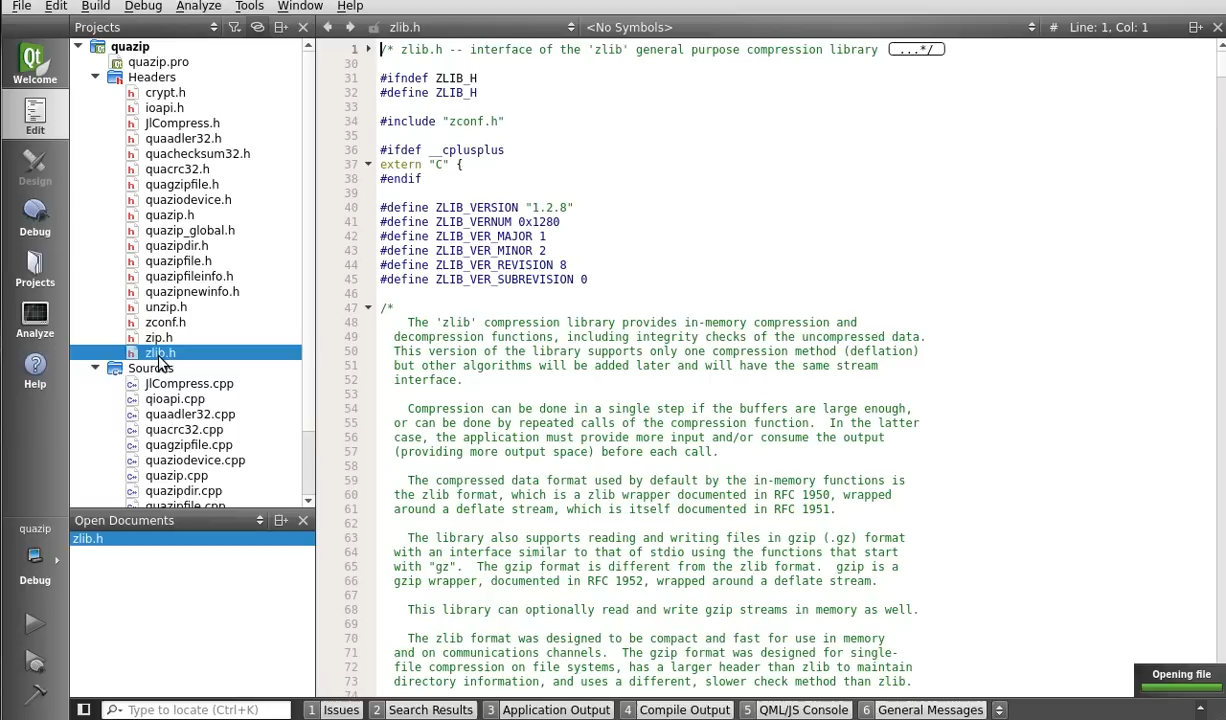 File Edit Build Debug Analyze Tools Window Help
Projects
zlib.h
<No Symbols>
# Line: 1, Col: 1
Welcome
Edit
Design
Debug
Projects
Analyze
Help
quazip
Debug
quazip
quazip.pro
Headers
crypt.h
ioapi.h
JlCompress.h
quaadler32.h
quachecksum32.h
quacrc32.h
quagzipfile.h
quaziodevice.h
quazip.h
quazip_global.h
quazipdir.h
quazipfile.h
quazipfileinfo.h
quazipnewinfo.h
unzip.h
zconf.h
zip.h
zlib.h
Sources
JlCompress.cpp
qioapi.cpp
quaadler32.cpp
quacrc32.cpp
quagzipfile.cpp
quaziodevice.cpp
quazip.cpp
quazipdir.cpp
quazipfile.cpp
Open Documents
zlib.h
1 /* zlib.h -- interface of the 'zlib' general purpose compression library ...*/
30
31 #ifndef ZLIB_H
32 #define ZLIB_H
33
34 #include "zconf.h"
35
36 #ifdef __cplusplus
37 extern "C" {
38 #endif
39
40 #define ZLIB_VERSION "1.2.8"
41 #define ZLIB_VERNUM 0x1280
42 #define ZLIB_VER_MAJOR 1
43 #define ZLIB_VER_MINOR 2
44 #define ZLIB_VER_REVISION 8
45 #define ZLIB_VER_SUBREVISION 0
46
47 /*
48 The 'zlib' compression library provides in-memory compression and
49 decompression functions, including integrity checks of the uncompressed data.
50 This version of the library supports only one compression method (deflation)
51 but other algorithms will be added later and will have the same stream
52 interface.
53
54 Compression can be done in a single step if the buffers are large enough,
55 or can be done by repeated calls of the compression function. In the latter
56 case, the application must provide more input and/or consume the output
57 (providing more output space) before each call.
58
59 The compressed data format used by default by the in-memory functions is
60 the zlib format, which is a zlib wrapper documented in RFC 1950, wrapped
61 around a deflate stream, which is itself documented in RFC 1951.
62
63 The library also supports reading and writing files in gzip (.gz) format
64 with an interface similar to that of stdio using the functions that start
65 with "gz". The gzip format is different from the zlib format. gzip is a
66 gzip wrapper, documented in RFC 1952, wrapped around a deflate stream.
67
68 This library can optionally read and write gzip streams in memory as well.
69
70 The zlib format was designed to be compact and fast for use in memory
71 and on communications channels. The gzip format was designed for single-
72 file compression on file systems, has a larger header than zlib to maintain
73 directory information, and uses a different, slower check method than zlib.
74
Opening file
Type to locate (Ctrl+K)
1 Issues
2 Search Results
3 Application Output
4 Compile Output
5 QML/JS Console
6 General Messages